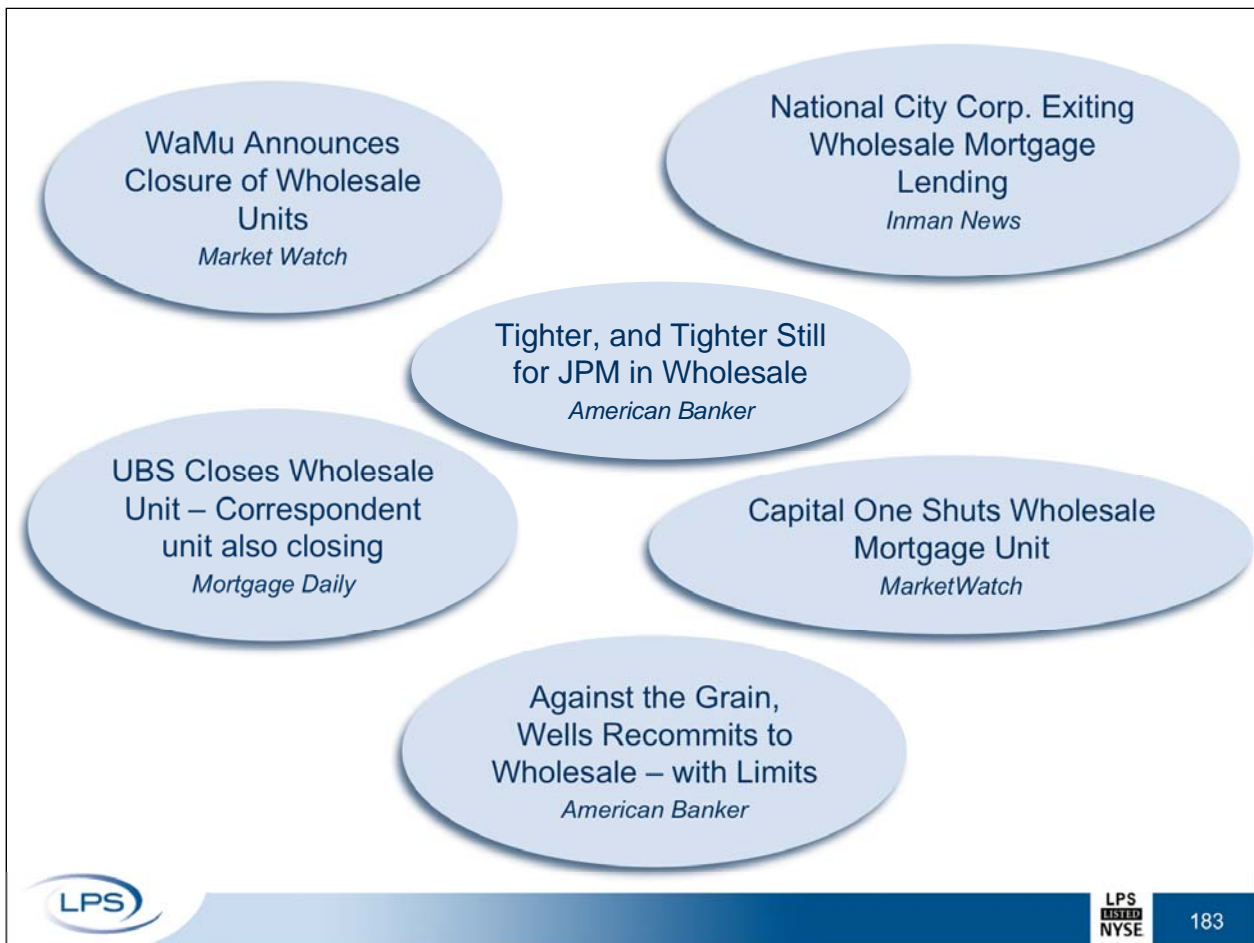 WaMu Announces
Closure of Wholesale
Units
Market Watch
National City Corp. Exiting
Wholesale Mortgage
Lending
Inman News
Tighter, and Tighter Still
for JPM in Wholesale
American Banker
UBS Closes Wholesale
Unit – Correspondent
unit also closing
Mortgage Daily
Capital One Shuts Wholesale
Mortgage Unit
MarketWatch
Against the Grain,
Wells Recommits to
Wholesale – with Limits
American Banker
LPS
LPS
LISTED
NYSE
183